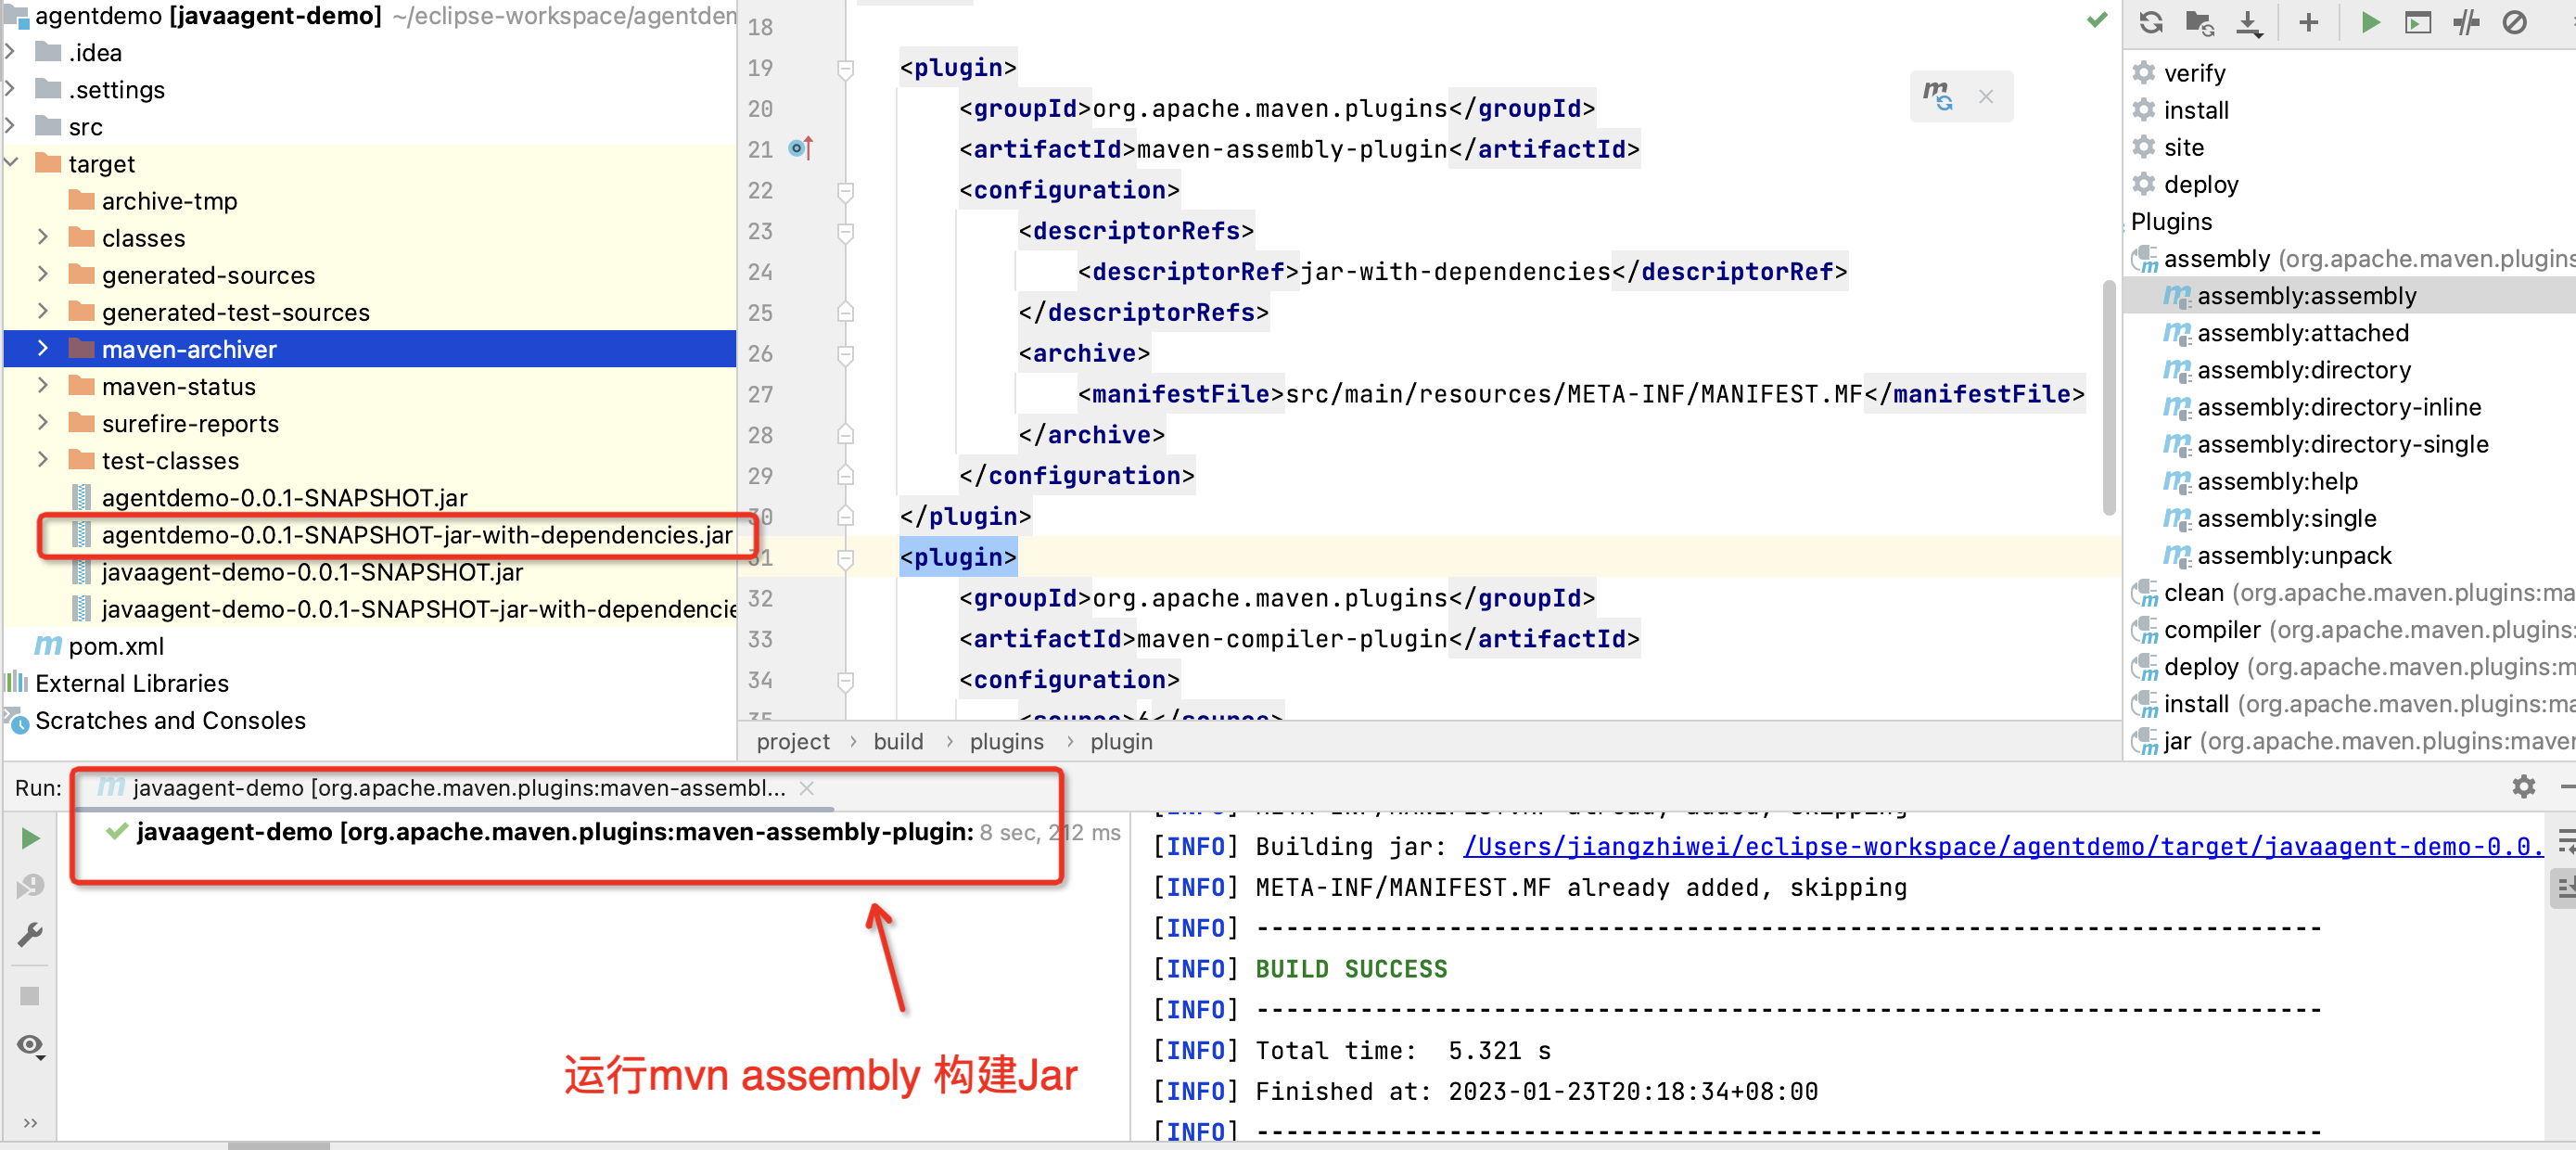 agentdemo [javaagent-demo] ~/eclipse-workspace/agentdem
.idea
.settings
src
target
archive-tmp
classes
generated-sources
generated-test-sources
maven-archiver
maven-status
surefire-reports
test-classes
agentdemo-0.0.1-SNAPSHOT.jar
agentdemo-0.0.1-SNAPSHOT-jar-with-dependencies.jar
javaagent-demo-0.0.1-SNAPSHOT.jar
javaagent-demo-0.0.1-SNAPSHOT-jar-with-dependencie
pom.xml
External Libraries
Scratches and Consoles
18
19 <plugin>
20 <groupId>org.apache.maven.plugins</groupId>
21 <artifactId>maven-assembly-plugin</artifactId>
22 <configuration>
23 <descriptorRefs>
24 <descriptorRef>jar-with-dependencies</descriptorRef>
25 </descriptorRefs>
26 <archive>
27 <manifestFile>src/main/resources/META-INF/MANIFEST.MF</manifestFile>
28 </archive>
29 </configuration>
30 </plugin>
31 <plugin>
32 <groupId>org.apache.maven.plugins</groupId>
33 <artifactId>maven-compiler-plugin</artifactId>
34 <configuration>
35 <source>6</source>
project › build › plugins › plugin
verify
install
site
deploy
Plugins
assembly (org.apache.maven.plugins
assembly:assembly
assembly:attached
assembly:directory
assembly:directory-inline
assembly:directory-single
assembly:help
assembly:single
assembly:unpack
clean (org.apache.maven.plugins:ma
compiler (org.apache.maven.plugins:
deploy (org.apache.maven.plugins:m
install (org.apache.maven.plugins:ma
jar (org.apache.maven.plugins:maven
Run: javaagent-demo [org.apache.maven.plugins:maven-assembl...
javaagent-demo [org.apache.maven.plugins:maven-assembly-plugin: 8 sec, 212 ms
[INFO] META-INF/MANIFEST.MF already added, skipping
[INFO] Building jar: /Users/jiangzhiwei/eclipse-workspace/agentdemo/target/javaagent-demo-0.0.
[INFO] META-INF/MANIFEST.MF already added, skipping
[INFO] ------------------------------------------------------------------------
[INFO] BUILD SUCCESS
[INFO] ------------------------------------------------------------------------
[INFO] Total time:  5.321 s
[INFO] Finished at: 2023-01-23T20:18:34+08:00
[INFO] ------------------------------------------------------------------------
运行mvn assembly 构建Jar